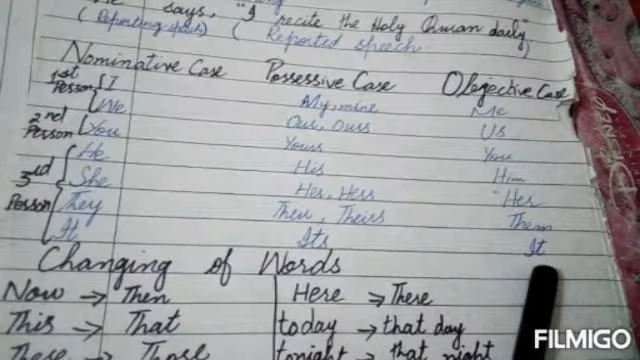 says, "I recite the Holy Quran daily"
(Reporting speech) (Reported speech)
Nominative Case Possessive Case Obejective Case
1st Person I My, mine Me
We Our, Ours Us
2nd Person You Yours You
3rd Person He His Him
She Her, Hers Her
They Their, Theirs Them
It Its It
Changing of Words
Now → Then Here → There
This → That today → that day
These → Those tonight → that night
FILMIGO